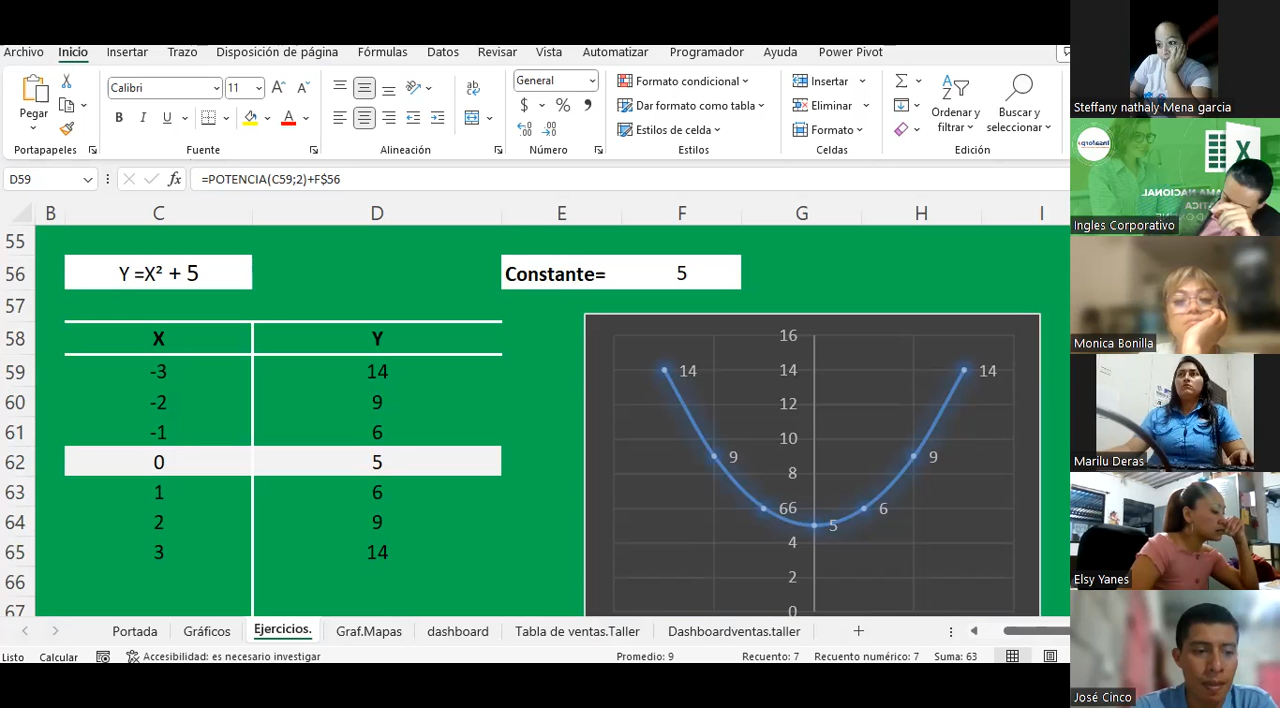 Archivo Inicio Insertar Trazo Disposición de página Fórmulas Datos Revisar Vista Automatizar Programador Ayuda Power Pivot
Pegar
Portapapeles
Calibri 11
N K S
Fuente
Alineación
General
$ % 
Número
Formato condicional
Dar formato como tabla
Estilos de celda
Estilos
Insertar
Eliminar
Formato
Celdas
Ordenar y filtrar
Buscar y seleccionar
Edición
D59 fx =POTENCIA(C59;2)+F$56
B C D E F G H I
55
56 Y =X² + 5 Constante= 5
57
58 X Y
59 -3 14
60 -2 9
61 -1 6
62 0 5
63 1 6
64 2 9
65 3 14
66
67
16
14
12
10
8
6
4
2
0
14
9
6
5
6
9
14
Portada Gráficos Ejercicios. Graf.Mapas dashboard Tabla de ventas.Taller Dashboardventas.taller
Listo Calcular Accesibilidad: es necesario investigar Promedio: 9 Recuento: 7 Recuento numérico: 7 Suma: 63
Steffany nathaly Mena garcia
Ingles Corporativo
Monica Bonilla
Marilu Deras
Elsy Yanes
José Cinco